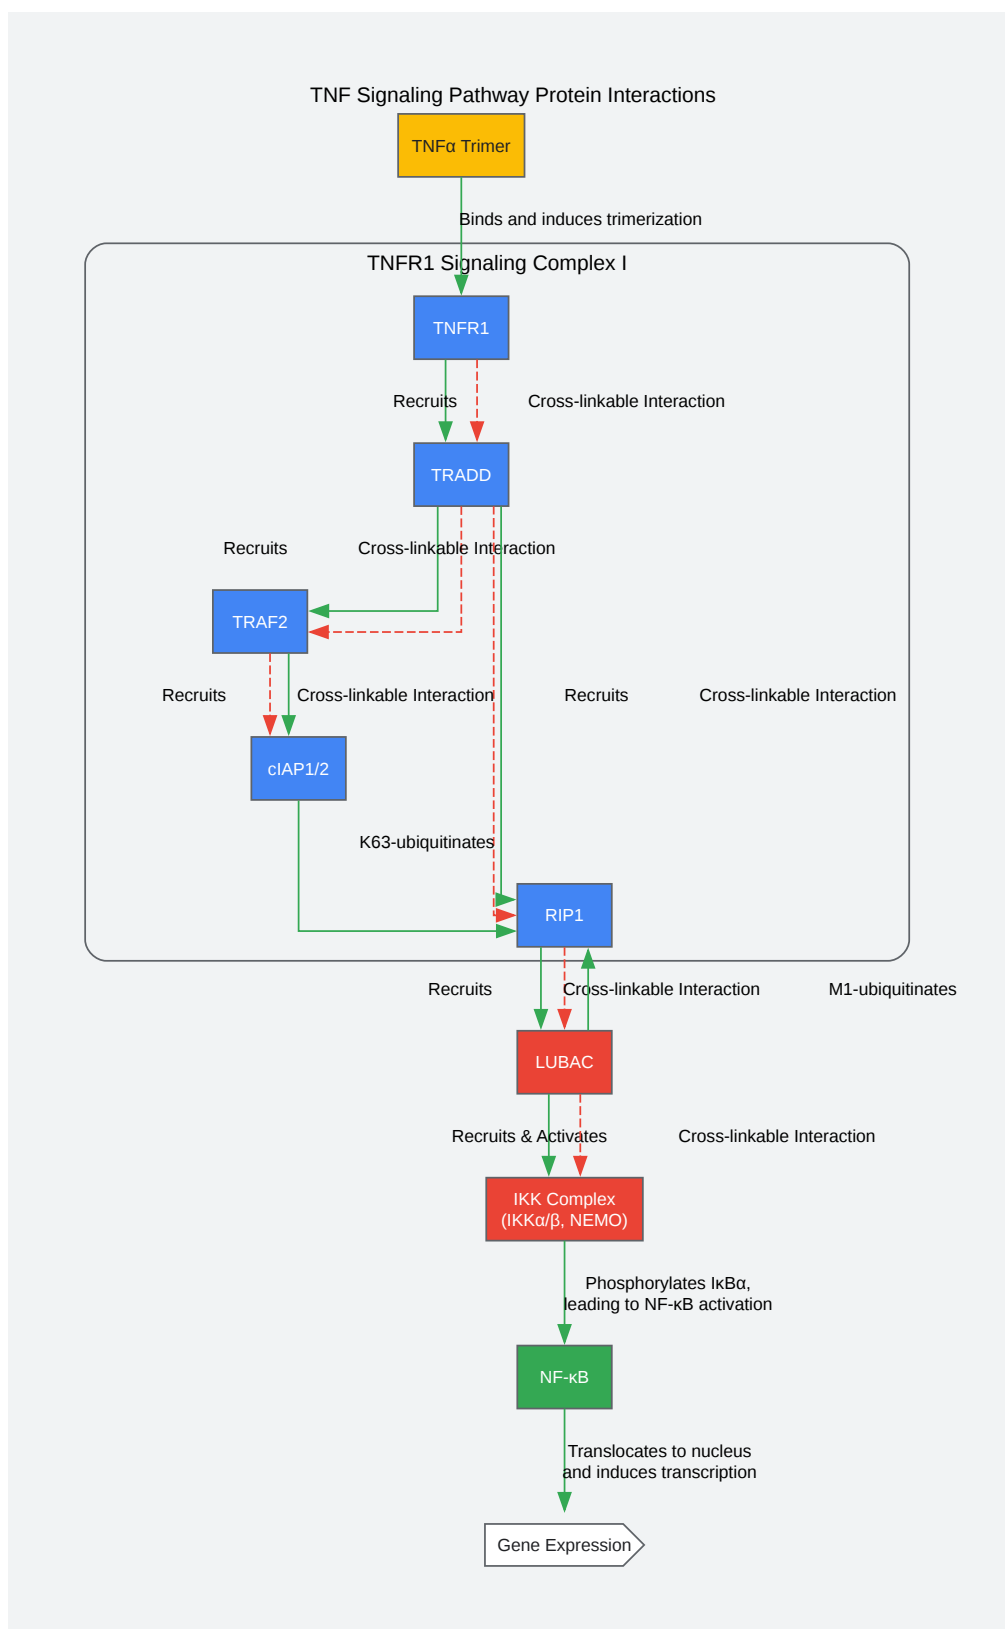 TNF Signaling Pathway Protein Interactions
TNFα Trimer
Binds and induces trimerization
TNFR1 Signaling Complex I
TNFR1
Recruits
Cross-linkable Interaction
TRADD
Recruits
Cross-linkable Interaction
TRAF2
Recruits
Cross-linkable Interaction
Recruits
Cross-linkable Interaction
cIAP1/2
K63-ubiquitinates
RIP1
Recruits
Cross-linkable Interaction
M1-ubiquitinates
LUBAC
Recruits & Activates
Cross-linkable Interaction
IKK Complex
(IKKα/β, NEMO)
Phosphorylates IκBα,
leading to NF-κB activation
NF-κB
Translocates to nucleus
and induces transcription
Gene Expression